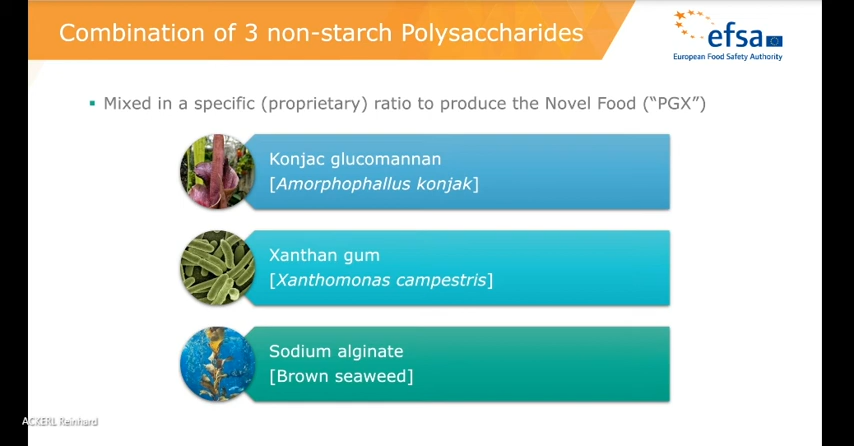 Combination of 3 non-starch Polysaccharides
efsa
European Food Safety Authority
▪ Mixed in a specific (proprietary) ratio to produce the Novel Food (“PGX”)
Konjac glucomannan
[Amorphophallus konjak]
Xanthan gum
[Xanthomonas campestris]
Sodium alginate
[Brown seaweed]
ACKERL Reinhard